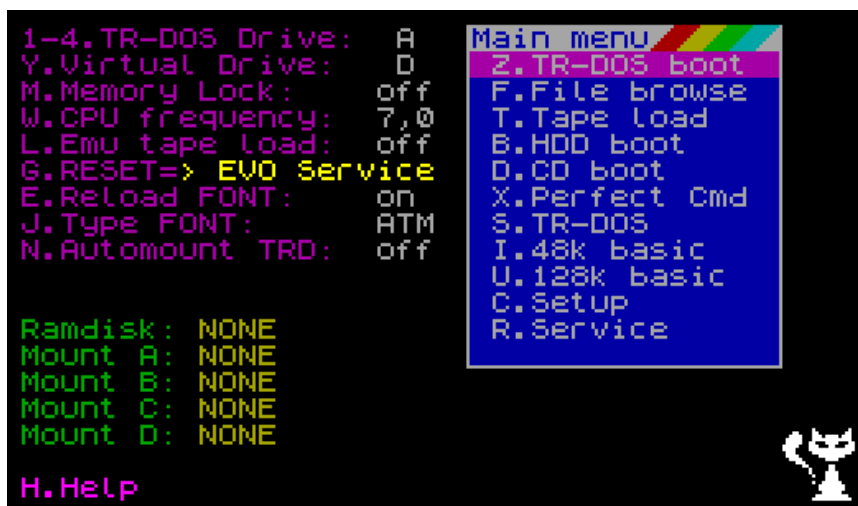 1-4.TR-DOS Drive: A
Y.Virtual Drive: D
M.Memory Lock: off
W.CPU frequency: 7,0
L.Emu tape load: off
G.RESET=> EVO Service
E.Reload FONT: on
J.Type FONT: ATM
N.Automount TRD: off
Ramdisk: NONE
Mount A: NONE
Mount B: NONE
Mount C: NONE
Mount D: NONE
H.Help
Main menu
Z.TR-DOS boot
F.File browse
T.Tape load
B.HDD boot
D.CD boot
X.Perfect Cmd
S.TR-DOS
I.48k basic
U.128k basic
C.Setup
R.Service